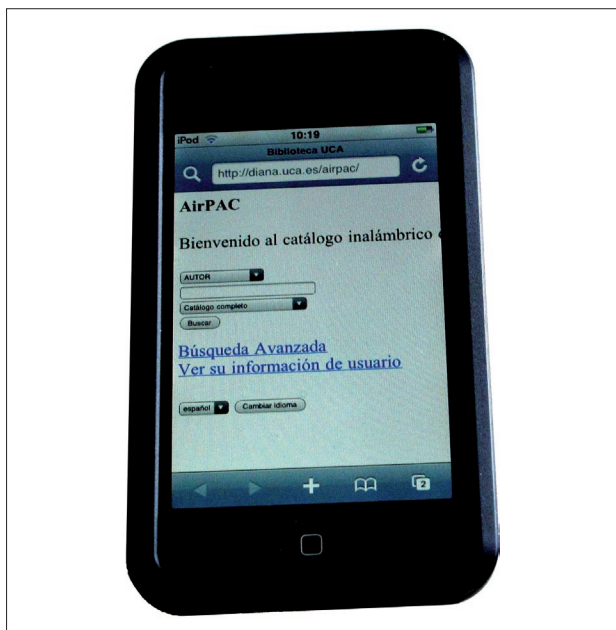 iPod 10:19
Biblioteca UCA
http://diana.uca.es/airpac/
AirPAC
Bienvenido al catálogo inalámbrico
AUTOR
Catálogo completo
Buscar
Búsqueda Avanzada
Ver su información de usuario
español Cambiar idioma
2